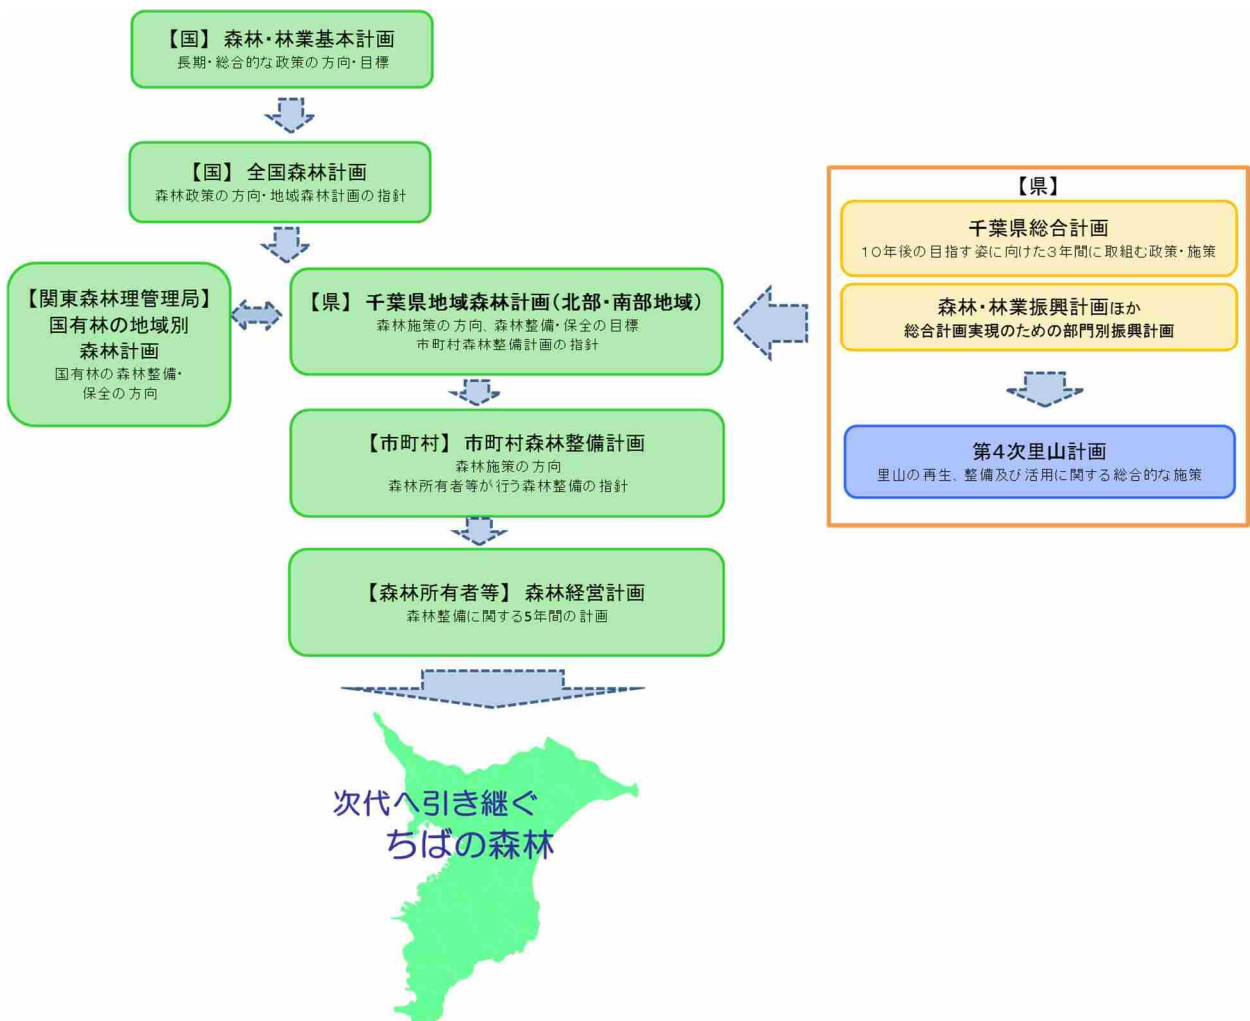 【国】 森林・林業基本計画
長期・総合的な政策の方向・目標
【国】 全国森林計画
森林政策の方向・地域森林計画の指針
【関東森林理管理局】
国有林の地域別
森林計画
国有林の森林整備・
保全の方向
【県】 千葉県地域森林計画(北部・南部地域)
森林施策の方向、森林整備・保全の目標
市町村森林整備計画の指針
【市町村】 市町村森林整備計画
森林施策の方向
森林所有者等が行う森林整備の指針
【森林所有者等】 森林経営計画
森林整備に関する5年間の計画
【県】
千葉県総合計画
10年後の目指す姿に向けた3年間に取組む政策・施策
森林・林業振興計画ほか
総合計画実現のための部門別振興計画
第4次里山計画
里山の再生、整備及び活用に関する総合的な施策
次代へ引き継ぐ
ちばの森林